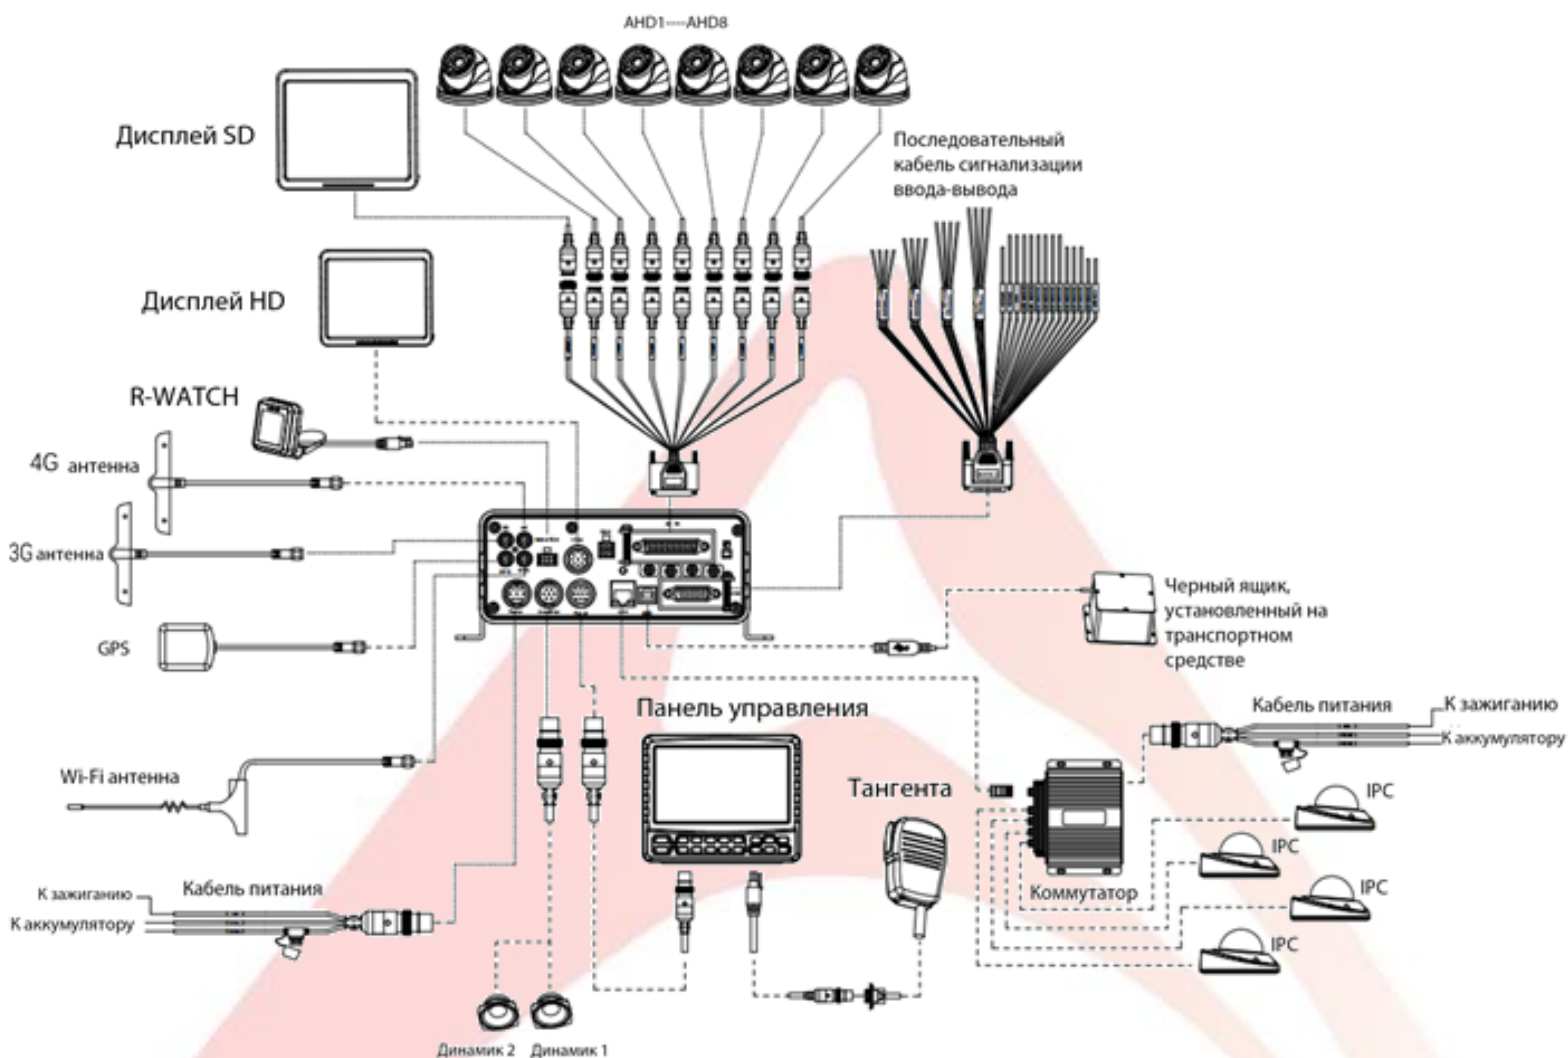 AHD1----AHD8
Дисплей SD
Последовательный
кабель сигнализации
ввода-вывода
Дисплей HD
R-WATCH
4G антенна
3G антенна
Черный ящик,
установленный на
транспортном
средстве
GPS
Панель управления
Кабель питания
К зажиганию
К аккумулятору
Wi-Fi антенна
Тангента
IPC
IPC
IPC
IPC
Коммутатор
К зажиганию
Кабель питания
К аккумулятору
Динамик 2
Динамик 1